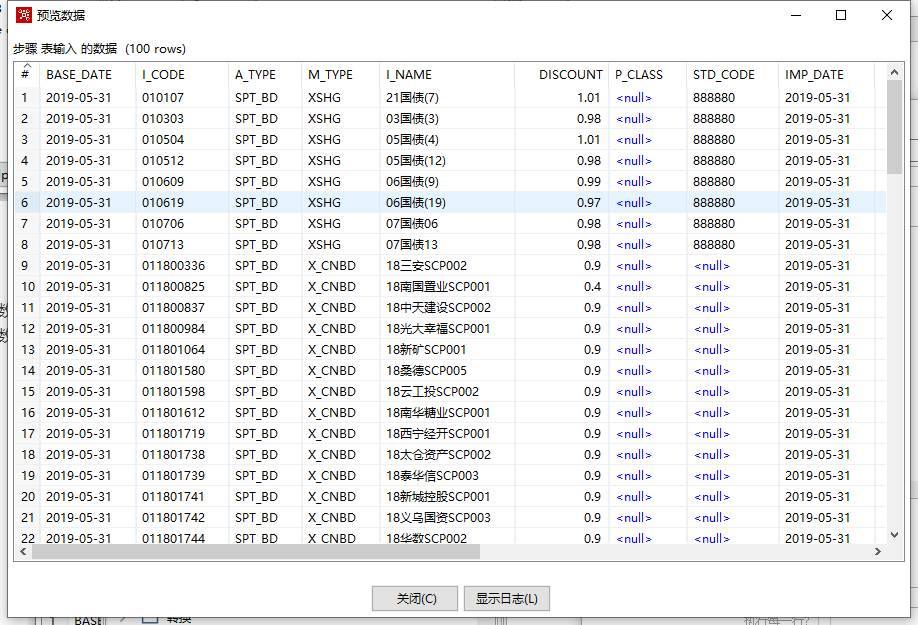 预览数据
步骤 表输入 的数据 (100 rows)
# BASE_DATE I_CODE A_TYPE M_TYPE I_NAME DISCOUNT P_CLASS STD_CODE IMP_DATE
1 2019-05-31 010107 SPT_BD XSHG 21国债(7) 1.01 <null> 888880 2019-05-31
2 2019-05-31 010303 SPT_BD XSHG 03国债(3) 0.98 <null> 888880 2019-05-31
3 2019-05-31 010504 SPT_BD XSHG 05国债(4) 1.01 <null> 888880 2019-05-31
4 2019-05-31 010512 SPT_BD XSHG 05国债(12) 0.98 <null> 888880 2019-05-31
5 2019-05-31 010609 SPT_BD XSHG 06国债(9) 0.99 <null> 888880 2019-05-31
6 2019-05-31 010619 SPT_BD XSHG 06国债(19) 0.97 <null> 888880 2019-05-31
7 2019-05-31 010706 SPT_BD XSHG 07国债06 0.98 <null> 888880 2019-05-31
8 2019-05-31 010713 SPT_BD XSHG 07国债13 0.98 <null> 888880 2019-05-31
9 2019-05-31 011800336 SPT_BD X_CNBD 18三安SCP002 0.9 <null> <null> 2019-05-31
10 2019-05-31 011800825 SPT_BD X_CNBD 18南国置业SCP001 0.4 <null> <null> 2019-05-31
11 2019-05-31 011800837 SPT_BD X_CNBD 18中天建设SCP002 0.9 <null> <null> 2019-05-31
12 2019-05-31 011800984 SPT_BD X_CNBD 18光大幸福SCP001 0.9 <null> <null> 2019-05-31
13 2019-05-31 011801064 SPT_BD X_CNBD 18新矿SCP001 0.9 <null> <null> 2019-05-31
14 2019-05-31 011801580 SPT_BD X_CNBD 18桑德SCP005 0.9 <null> <null> 2019-05-31
15 2019-05-31 011801598 SPT_BD X_CNBD 18云工投SCP002 0.9 <null> <null> 2019-05-31
16 2019-05-31 011801612 SPT_BD X_CNBD 18南华糖业SCP001 0.9 <null> <null> 2019-05-31
17 2019-05-31 011801719 SPT_BD X_CNBD 18西宁经开SCP001 0.9 <null> <null> 2019-05-31
18 2019-05-31 011801738 SPT_BD X_CNBD 18太仓资产SCP002 0.9 <null> <null> 2019-05-31
19 2019-05-31 011801739 SPT_BD X_CNBD 18泰华信SCP003 0.9 <null> <null> 2019-05-31
20 2019-05-31 011801741 SPT_BD X_CNBD 18新城控股SCP001 0.9 <null> <null> 2019-05-31
21 2019-05-31 011801742 SPT_BD X_CNBD 18义乌国资SCP003 0.9 <null> <null> 2019-05-31
22 2019-05-31 011801744 SPT_BD X_CNBD 18华数SCP002 0.9 <null> <null> 2019-05-31
关闭(C) 显示日志(L)
1 BASE 转换